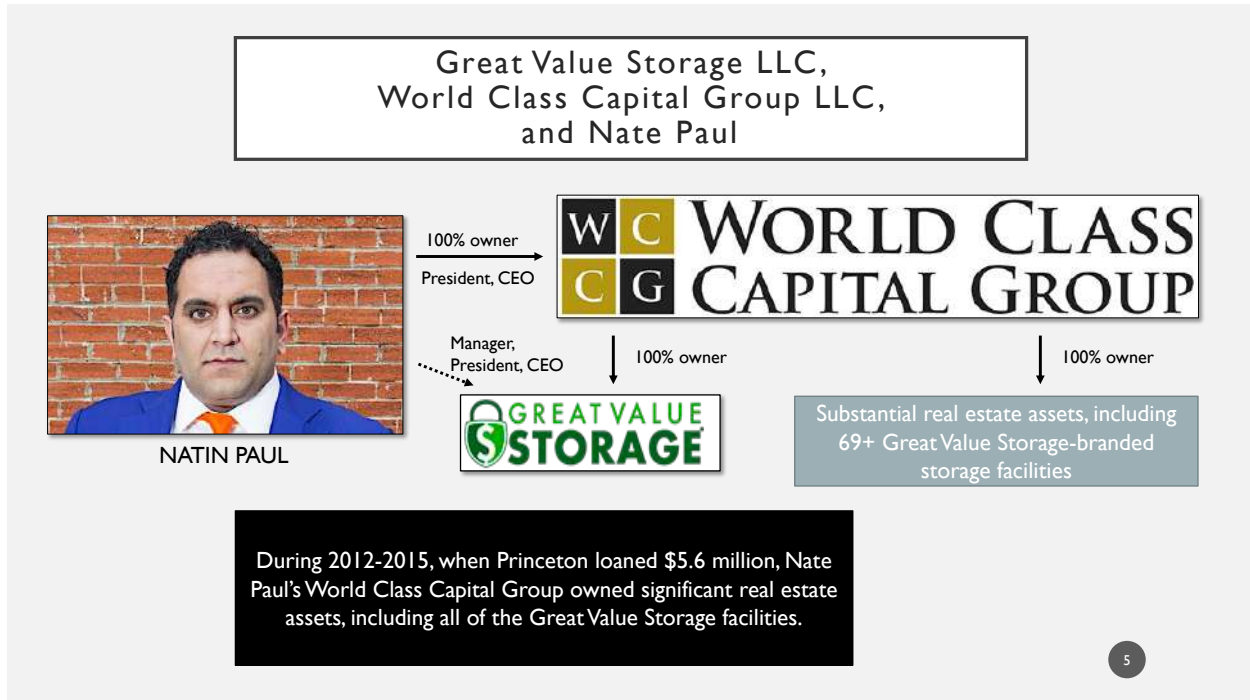 Great Value Storage LLC,
World Class Capital Group LLC,
and Nate Paul
100% owner
President, CEO
W C
C G
WORLD CLASS
CAPITAL GROUP
Manager,
President, CEO
100% owner
100% owner
GREAT VALUE
$STORAGE
NATIN PAUL
Substantial real estate assets, including
69+ Great Value Storage-branded
storage facilities
During 2012-2015, when Princeton loaned $5.6 million, Nate
Paul's World Class Capital Group owned significant real estate
assets, including all of the Great Value Storage facilities.
5